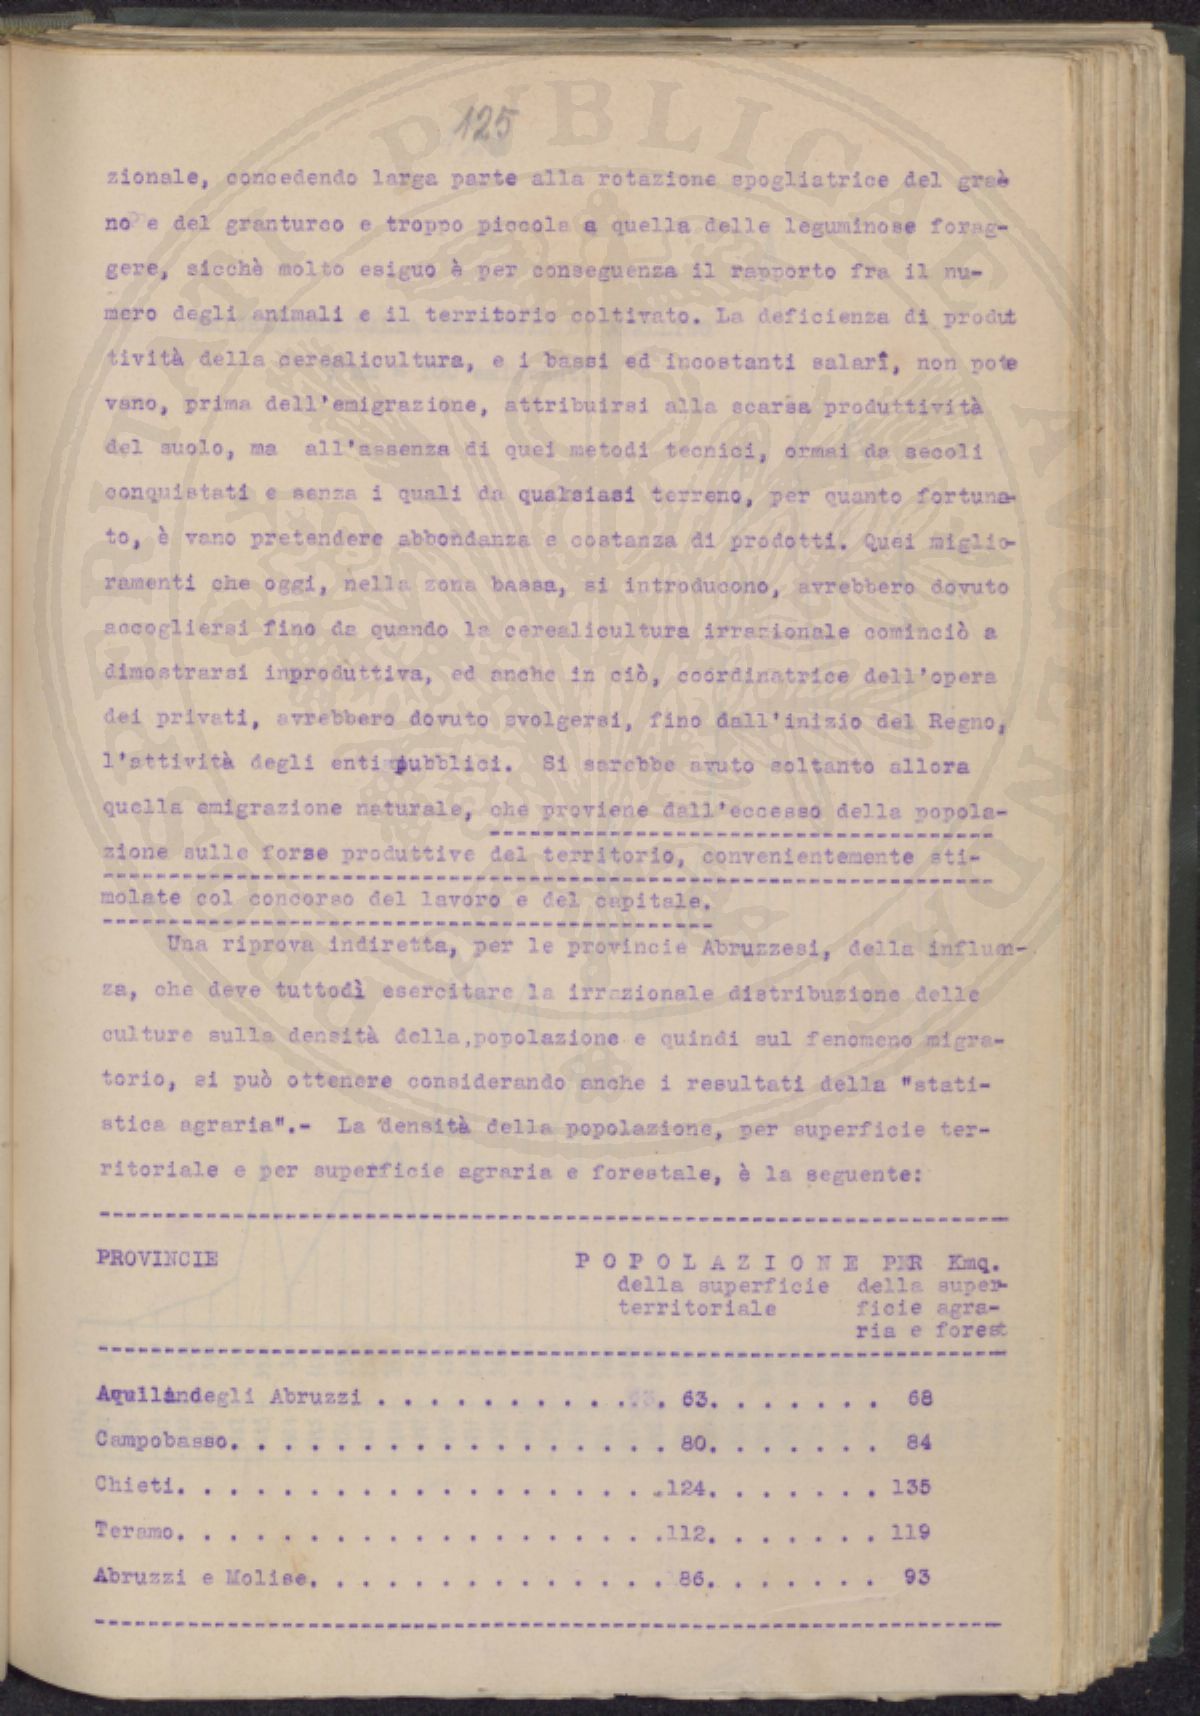 125
zionale, concedendo larga parte alla rotazione spogliatrice del graè
no e del granturco e troppo piccola a quella delle leguminose forag-
gere, sicchè molto esiguo è per conseguenza il rapporto fra il nu-
mero degli animali e il territorio coltivato. La deficienza di produt
tività della cerealicultura, e i bassi ed incostanti salarî, non pote
vano, prima dell'emigrazione, attribuirsi alla scarsa produttività
del suolo, ma all'assenza di quei metodi tecnici, ormai da secoli
conquistati e senza i quali da qualsiasi terreno, per quanto fortuna-
to, è vano pretendere abbondanza e costanza di prodotti. Quei miglio-
ramenti che oggi, nella zona bassa, si introducono, avrebbero dovuto
accogliersi fino da quando la cerealicultura irrazionale cominciò a
dimostrarsi inproduttiva, ed anche in ciò, coordinatrice dell'opera
dei privati, avrebbero dovuto svolgersi, fino dall'inizio del Regno,
l'attività degli enti pubblici. Si sarebbe avuto soltanto allora
quella emigrazione naturale, che proviene dall'eccesso della popola-
zione sulle forse produttive del territorio, convenientemente sti-
molate col concorso del lavoro e del capitale.
Una riprova indiretta, per le provincie Abruzzesi, della influen-
za, che deve tuttodì esercitare la irrazionale distribuzione delle
culture sulla densità della,popolazione e quindi sul fenomeno migra-
torio, si può ottenere considerando anche i resultati della "stati-
stica agraria".- La densità della popolazione, per superficie ter-
ritoriale e per superficie agraria e forestale, è la seguente:
PROVINCIE P O P O L A Z I O N E PER Kmq.
della superficie della super-
territoriale ficie agra-
ria e forest
Aquila degli Abruzzi . . . . . . . . . . . . 63. . . . . . . 68
Campobasso. . . . . . . . . . . . . . . . . 80. . . . . . . 84
Chieti. . . . . . . . . . . . . . . . . . .124. . . . . . . 135
Teramo. . . . . . . . . . . . . . . . . . .112. . . . . . . 119
Abruzzi e Molise. . . . . . . . . . . . . . 86. . . . . . . 93